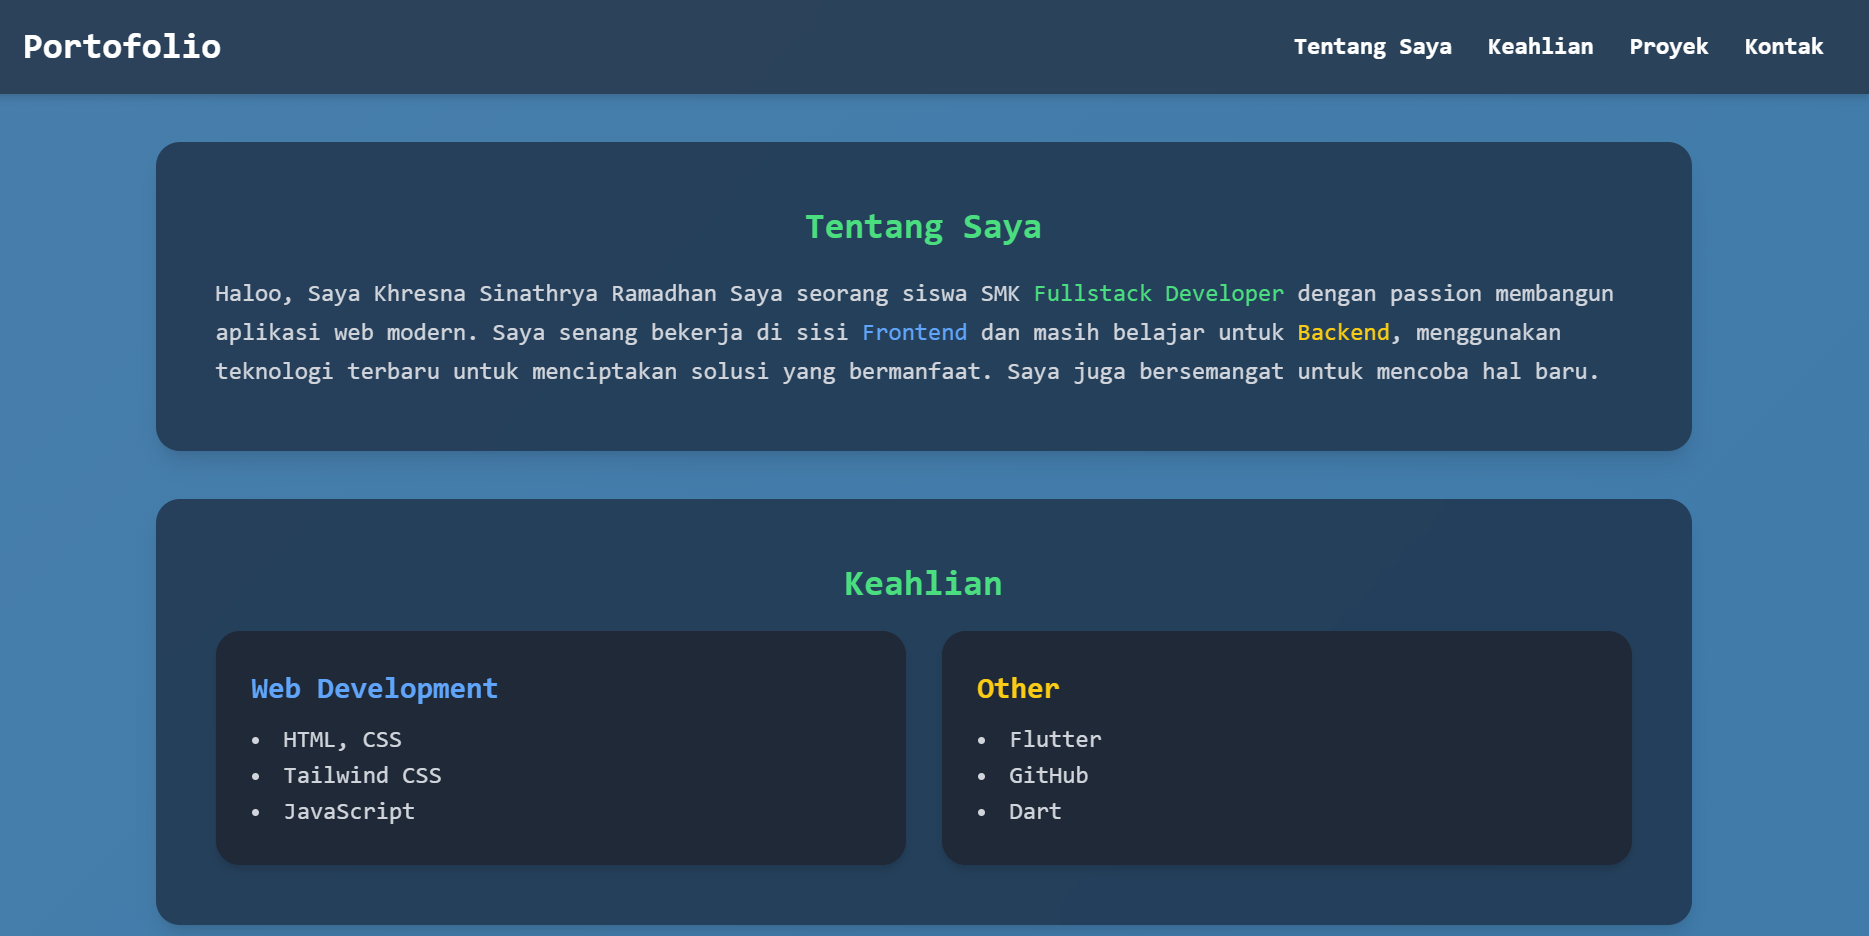 Portofolio
Tentang Saya Keahlian Proyek Kontak
Tentang Saya
Haloo, Saya Khresna Sinathrya Ramadhan Saya seorang siswa SMK Fullstack Developer dengan passion membangun
aplikasi web modern. Saya senang bekerja di sisi Frontend dan masih belajar untuk Backend, menggunakan
teknologi terbaru untuk menciptakan solusi yang bermanfaat. Saya juga bersemangat untuk mencoba hal baru.
Keahlian
Web Development
• HTML, CSS
• Tailwind CSS
• JavaScript
Other
• Flutter
• GitHub
• Dart